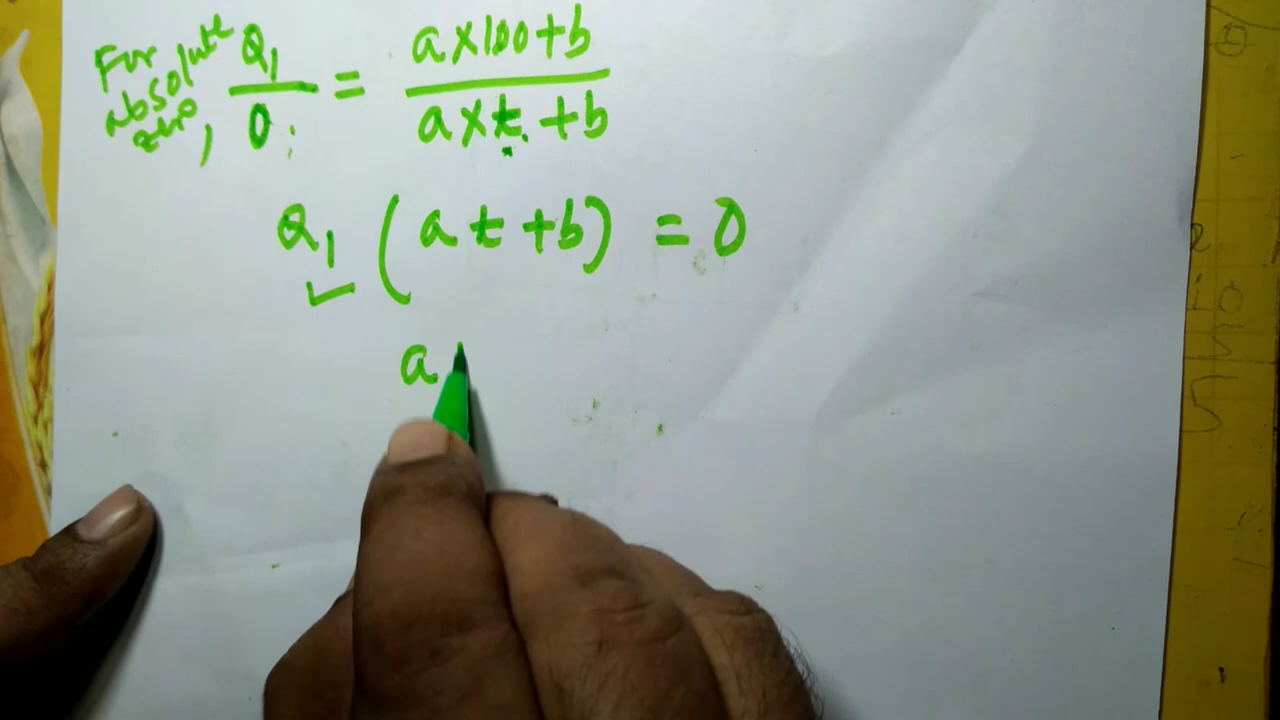 For absolute zero, Q₁/0 = (a×100+b)/(a×t+b)
Q₁ (at+b) = 0
a